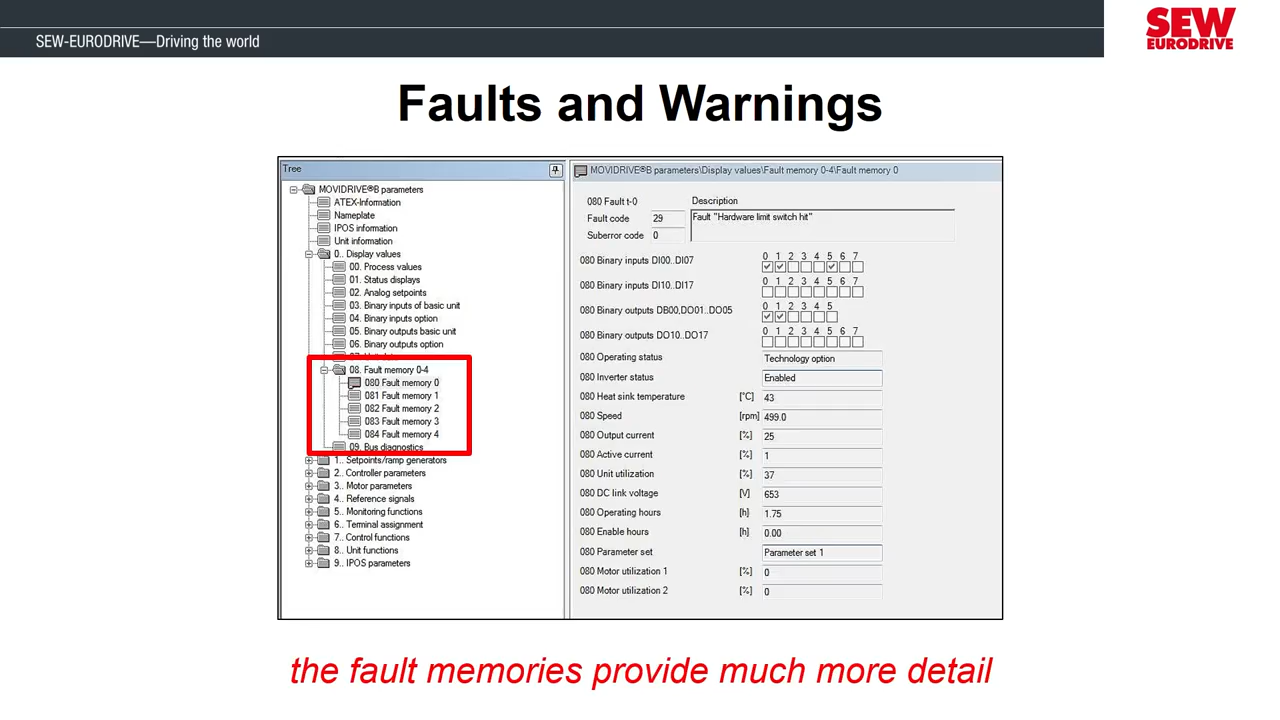 SEW-EURODRIVE—Driving the world
SEW
EURODRIVE
Faults and Warnings
Tree
MOVIDRIVE®B parameters
ATEX-Information
Nameplate
IPOS information
Unit information
0.. Display values
00. Process values
01. Status displays
02. Analog setpoints
03. Binary inputs of basic unit
04. Binary inputs option
05. Binary outputs basic unit
06. Binary outputs option
08. Fault memory 0-4
080 Fault memory 0
081 Fault memory 1
082 Fault memory 2
083 Fault memory 3
084 Fault memory 4
09. Bus diagnostics
1.. Setpoints/ramp generators
2.. Controller parameters
3.. Motor parameters
4.. Reference signals
5.. Monitoring functions
6.. Terminal assignment
7.. Control functions
8.. Unit functions
9.. IPOS parameters
MOVIDRIVE®B parameters\Display values\Fault memory 0-4\Fault memory 0
080 Fault t-0 Description
Fault code 29 Fault "Hardware limit switch hit"
Suberror code 0
0 1 2 3 4 5 6 7
080 Binary inputs DI00..DI07
0 1 2 3 4 5 6 7
080 Binary inputs DI10..DI17
0 1 2 3 4 5
080 Binary outputs DB00,DO01..DO05
0 1 2 3 4 5 6 7
080 Binary outputs DO10..DO17
080 Operating status Technology option
080 Inverter status Enabled
080 Heat sink temperature [°C] 43
080 Speed [rpm] 499.0
080 Output current [%] 25
080 Active current [%] 1
080 Unit utilization [%] 37
080 DC link voltage [V] 653
080 Operating hours [h] 1.75
080 Enable hours [h] 0.00
080 Parameter set Parameter set 1
080 Motor utilization 1 [%] 0
080 Motor utilization 2 [%] 0
the fault memories provide much more detail